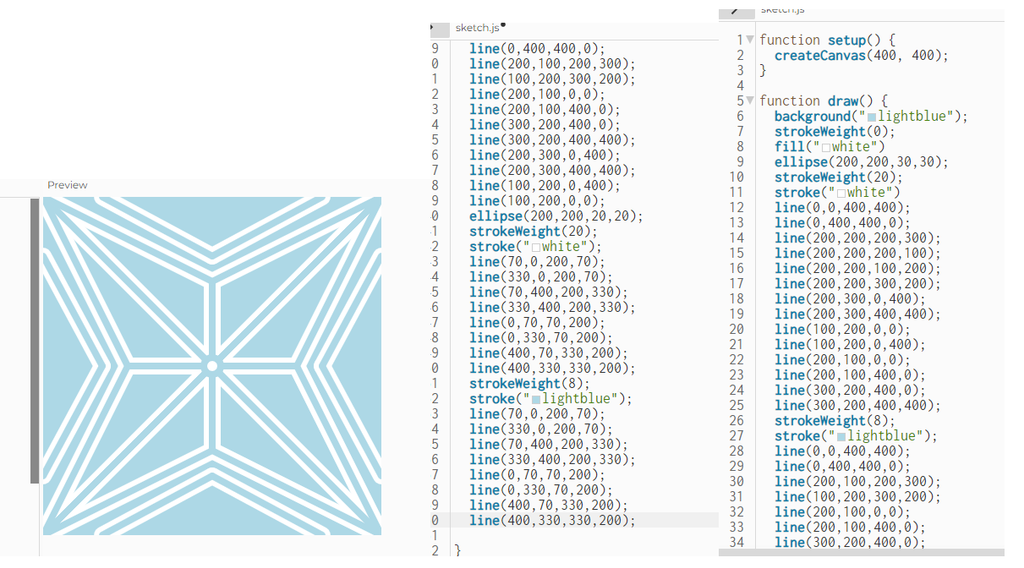 Preview
sketch.js
9 line(0,400,400,0);
0 line(200,100,200,300);
1 line(100,200,300,200);
2 line(200,100,0,0);
3 line(200,100,400,0);
4 line(300,200,400,0);
5 line(300,200,400,400);
6 line(200,300,0,400);
7 line(200,300,400,400);
8 line(100,200,0,400);
9 line(100,200,0,0);
0 ellipse(200,200,20,20);
1 strokeWeight(20);
2 stroke("white");
3 line(70,0,200,70);
4 line(330,0,200,70);
5 line(70,400,200,330);
6 line(330,400,200,330);
7 line(0,70,70,200);
8 line(0,330,70,200);
9 line(400,70,330,200);
0 line(400,330,330,200);
1 strokeWeight(8);
2 stroke("lightblue");
3 line(70,0,200,70);
4 line(330,0,200,70);
5 line(70,400,200,330);
6 line(330,400,200,330);
7 line(0,70,70,200);
8 line(0,330,70,200);
9 line(400,70,330,200);
0 line(400,330,330,200);
1
2 }
sketch.js
1 function setup() {
2 createCanvas(400, 400);
3 }
4
5 function draw() {
6 background("lightblue");
7 strokeWeight(0);
8 fill("white")
9 ellipse(200,200,30,30);
10 strokeWeight(20);
11 stroke("white")
12 line(0,0,400,400);
13 line(0,400,400,0);
14 line(200,200,200,300);
15 line(200,200,200,100);
16 line(200,200,100,200);
17 line(200,200,300,200);
18 line(200,300,0,400);
19 line(200,300,400,400);
20 line(100,200,0,0);
21 line(100,200,0,400);
22 line(200,100,0,0);
23 line(200,100,400,0);
24 line(300,200,400,0);
25 line(300,200,400,400);
26 strokeWeight(8);
27 stroke("lightblue");
28 line(0,0,400,400);
29 line(0,400,400,0);
30 line(200,100,200,300);
31 line(100,200,300,200);
32 line(200,100,0,0);
33 line(200,100,400,0);
34 line(300,200,400,0);